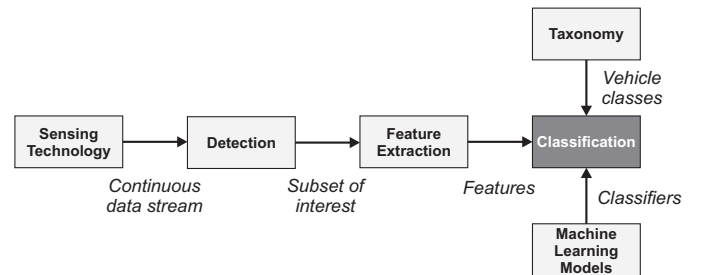 Taxonomy
Vehicle
classes
Sensing
Technology
Detection
Feature
Extraction
Classification
Continuous
data stream
Subset of
interest
Features
Classifiers
Machine
Learning
Models